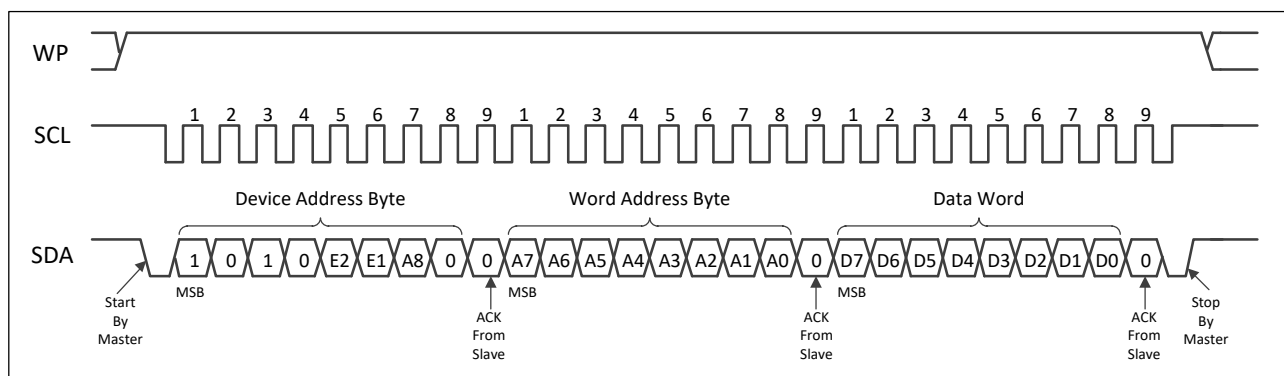 WP
1 2 3 4 5 6 7 8 9 1 2 3 4 5 6 7 8 9 1 2 3 4 5 6 7 8 9
SCL
Device Address Byte Word Address Byte Data Word
SDA
1 0 1 0 E2 E1 A8 0 0 A7 A6 A5 A4 A3 A2 A1 A0 0 D7 D6 D5 D4 D3 D2 D1 D0 0
MSB MSB MSB
Start
By
Master
ACK
From
Slave
ACK
From
Slave
ACK
From
Slave
Stop
By
Master